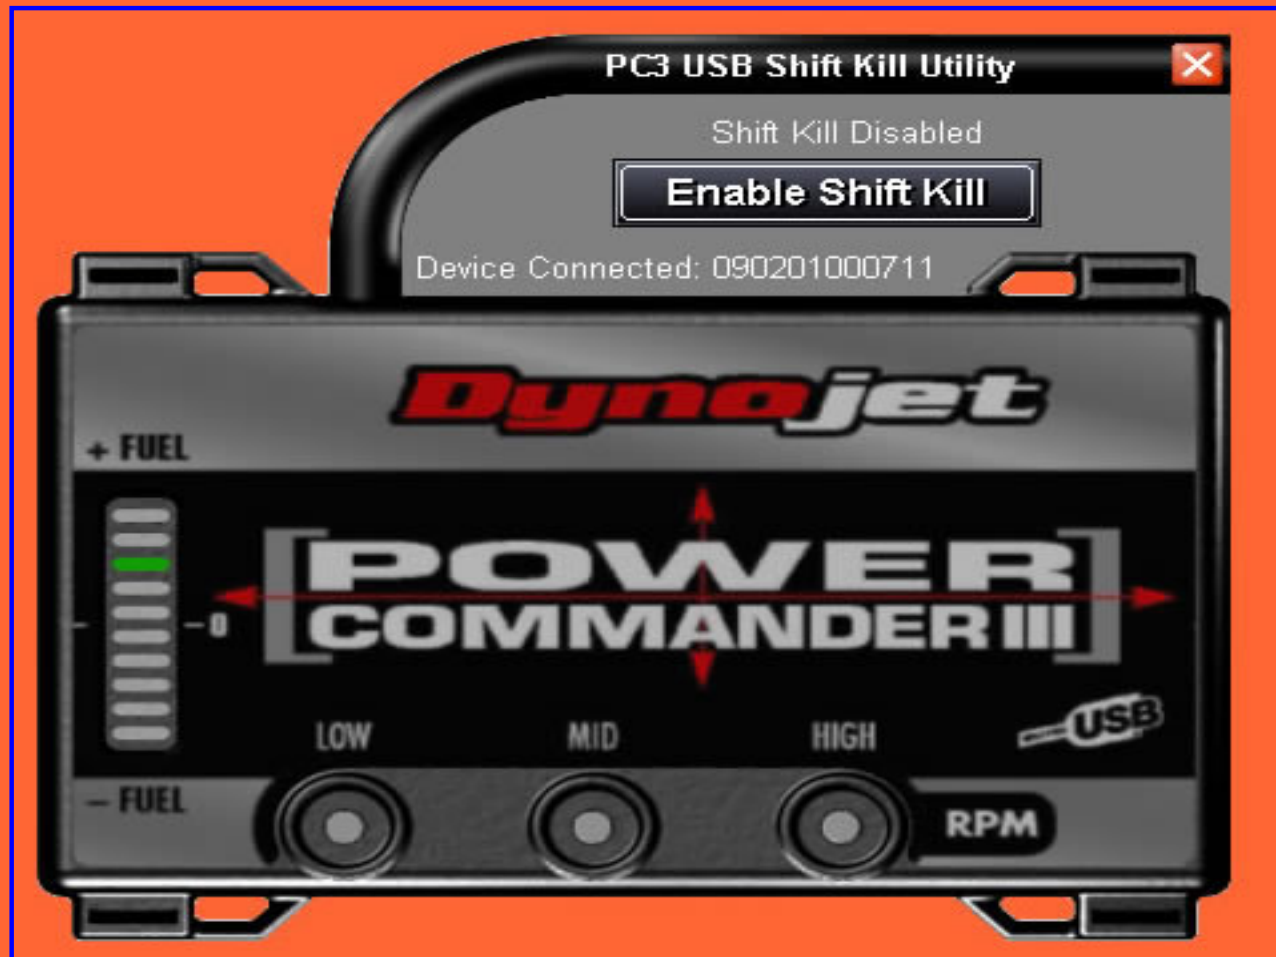 PC3 USB Shift Kill Utility
Shift Kill Disabled
Enable Shift Kill
Device Connected: 090201000711
Dynojet
+ FUEL
POWER
COMMANDER III
0
USB
LOW MID HIGH
- FUEL
RPM